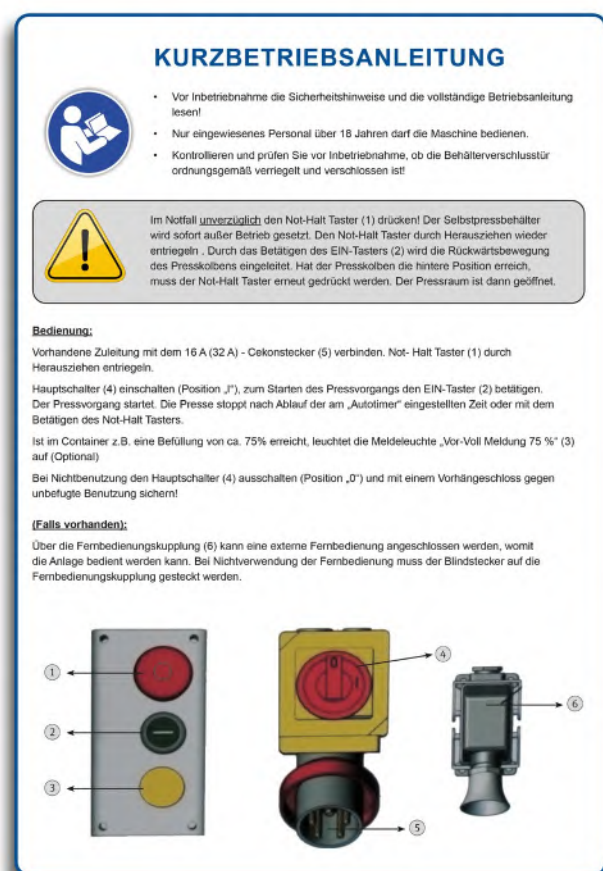 KURZBETRIEBSANLEITUNG
• Vor Inbetriebnahme die Sicherheitshinweise und die vollständige Betriebsanleitung
lesen!
• Nur eingewiesenes Personal über 18 Jahren darf die Maschine bedienen.
• Kontrollieren und prüfen Sie vor Inbetriebnahme, ob die Behälterverschlusstür
ordnungsgemäß verriegelt und verschlossen ist!
Im Notfall unverzüglich den Not-Halt Taster (1) drücken! Der Selbstpressbehälter
wird sofort außer Betrieb gesetzt. Den Not-Halt Taster durch Herausziehen wieder
entriegeln . Durch das Betätigen des EIN-Tasters (2) wird die Rückwärtsbewegung
des Presskolbens eingeleitet. Hat der Presskolben die hintere Position erreich,
muss der Not-Halt Taster erneut gedrückt werden. Der Pressraum ist dann geöffnet.
Bedienung:
Vorhandene Zuleitung mit dem 16 A (32 A) - Cekonstecker (5) verbinden. Not- Halt Taster (1) durch
Herausziehen entriegeln.
Hauptschalter (4) einschalten (Position „I“), zum Starten des Pressvorgangs den EIN-Taster (2) betätigen.
Der Pressvorgang startet. Die Presse stoppt nach Ablauf der am „Autotimer“ eingestellten Zeit oder mit dem
Betätigen des Not-Halt Tasters.
Ist im Container z.B. eine Befüllung von ca. 75% erreicht, leuchtet die Meldeleuchte „Vor-Voll Meldung 75 %“ (3)
auf (Optional)
Bei Nichtbenutzung den Hauptschalter (4) ausschalten (Position „0“) und mit einem Vorhängeschloss gegen
unbefugte Benutzung sichern!
(Falls vorhanden):
Über die Fernbedienungskupplung (6) kann eine externe Fernbedienung angeschlossen werden, womit
die Anlage bedient werden kann. Bei Nichtverwendung der Fernbedienung muss der Blindstecker auf die
Fernbedienungskupplung gesteckt werden.
1
2
3
0
I
4
5
6